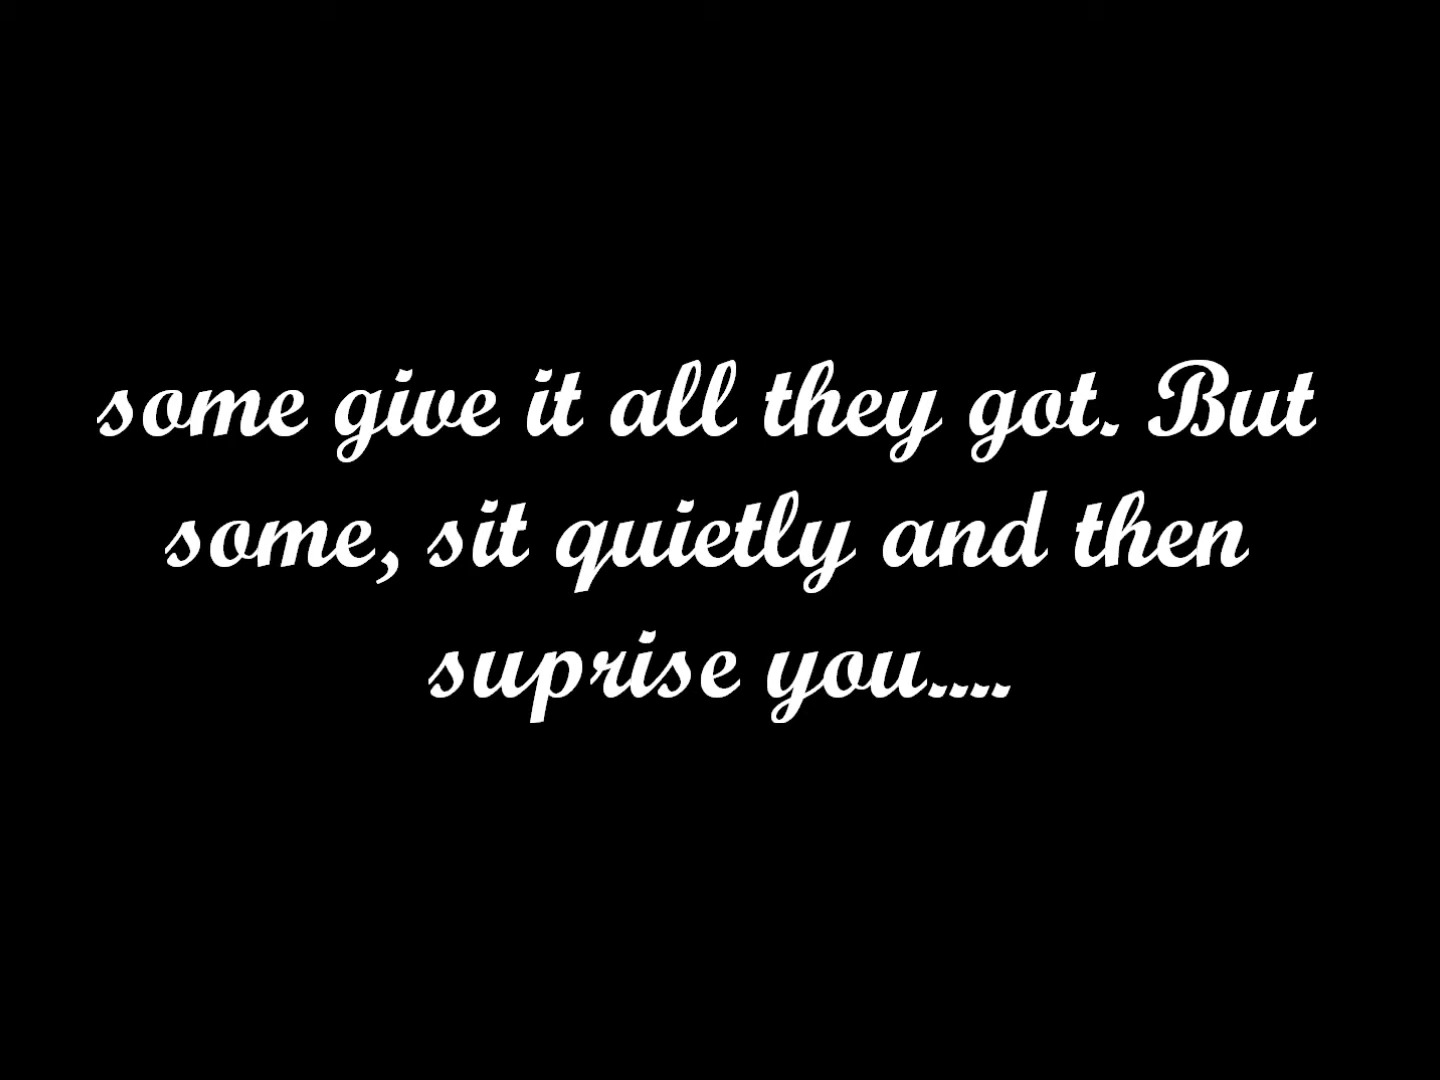 some give it all they got. But
some, sit quietly and then
suprise you....